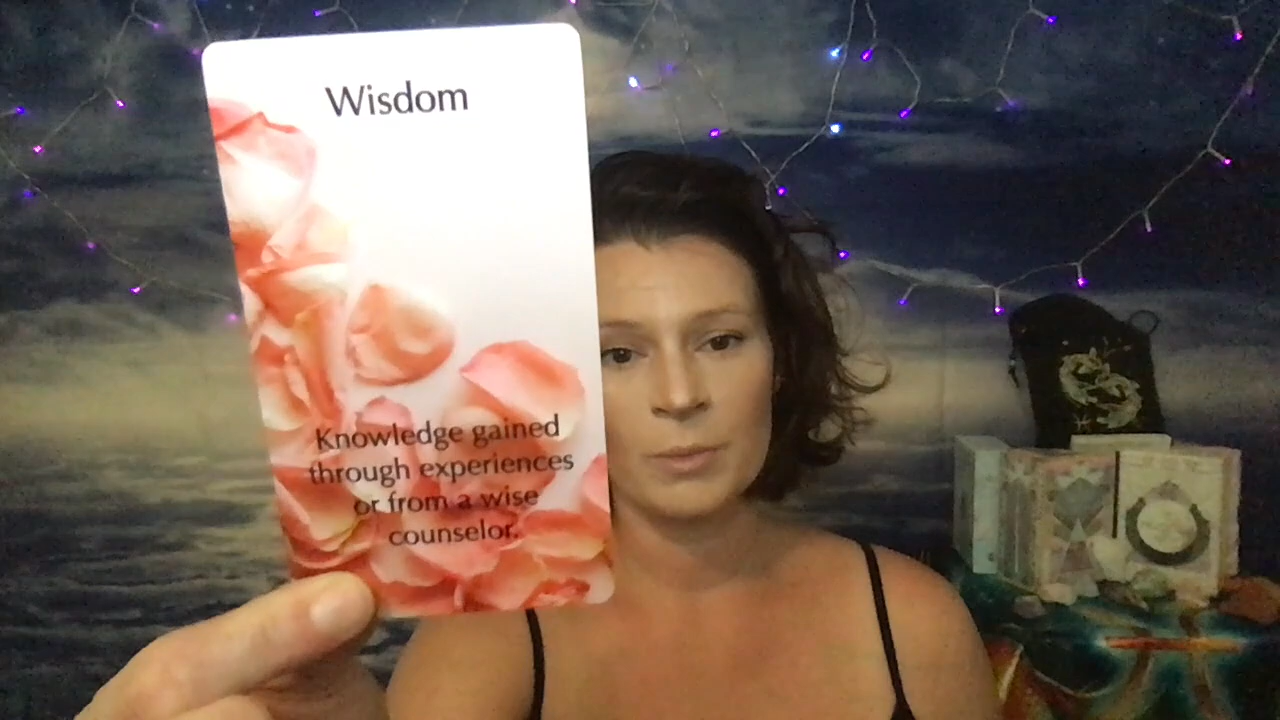 Wisdom
Knowledge gained
through experiences
or from a wise
counselor.